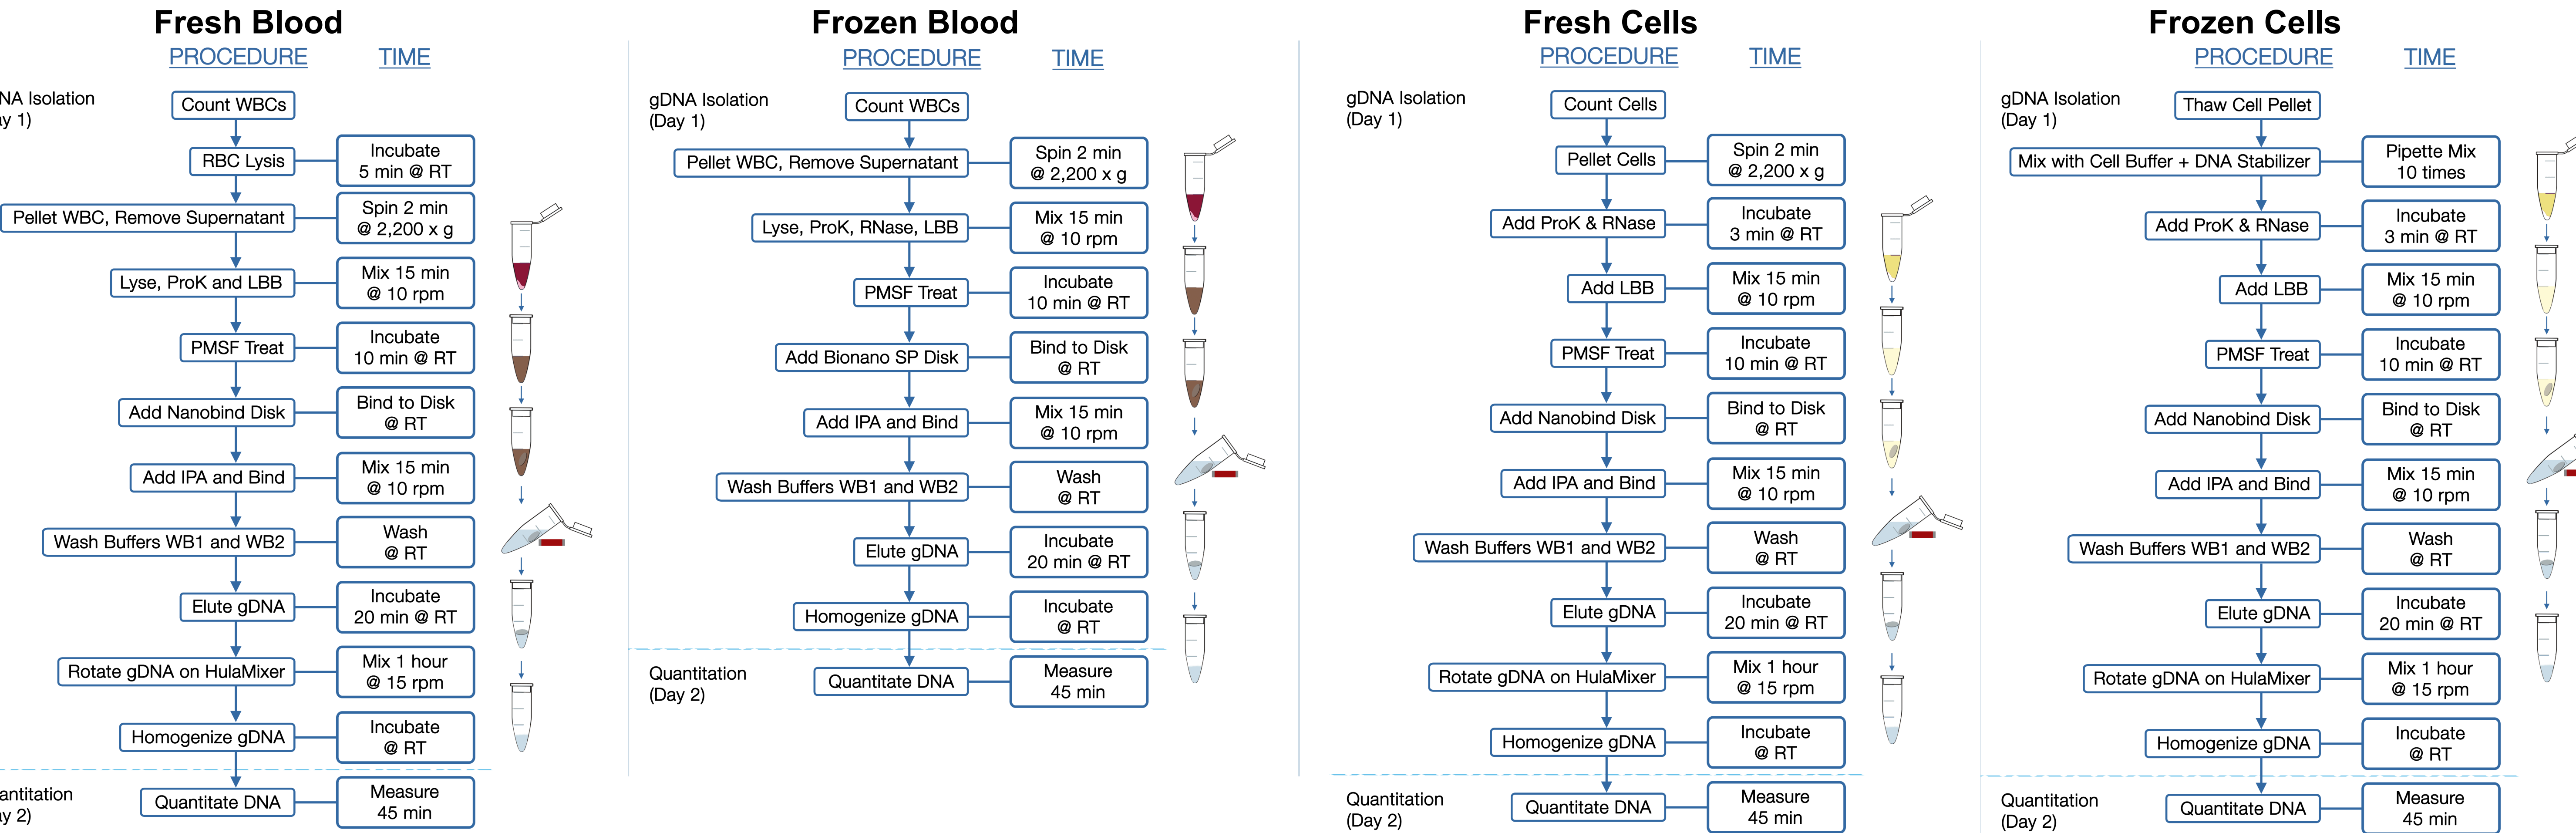 Fresh Blood
PROCEDURE TIME
NA Isolation
y 1)
Count WBCs
RBC Lysis
Incubate
5 min @ RT
Pellet WBC, Remove Supernatant
Spin 2 min
@ 2,200 x g
Lyse, ProK and LBB
Mix 15 min
@ 10 rpm
PMSF Treat
Incubate
10 min @ RT
Add Nanobind Disk
Bind to Disk
@ RT
Add IPA and Bind
Mix 15 min
@ 10 rpm
Wash Buffers WB1 and WB2
Wash
@ RT
Elute gDNA
Incubate
20 min @ RT
Rotate gDNA on HulaMixer
Mix 1 hour
@ 15 rpm
Homogenize gDNA
Incubate
@ RT
antitation
y 2)
Quantitate DNA
Measure
45 min
Frozen Blood
PROCEDURE TIME
gDNA Isolation
(Day 1)
Count WBCs
Pellet WBC, Remove Supernatant
Spin 2 min
@ 2,200 x g
Lyse, ProK, RNase, LBB
Mix 15 min
@ 10 rpm
PMSF Treat
Incubate
10 min @ RT
Add Bionano SP Disk
Bind to Disk
@ RT
Add IPA and Bind
Mix 15 min
@ 10 rpm
Wash Buffers WB1 and WB2
Wash
@ RT
Elute gDNA
Incubate
20 min @ RT
Homogenize gDNA
Incubate
@ RT
Quantitation
(Day 2)
Quantitate DNA
Measure
45 min
Fresh Cells
PROCEDURE TIME
gDNA Isolation
(Day 1)
Count Cells
Pellet Cells
Spin 2 min
@ 2,200 x g
Add ProK & RNase
Incubate
3 min @ RT
Add LBB
Mix 15 min
@ 10 rpm
PMSF Treat
Incubate
10 min @ RT
Add Nanobind Disk
Bind to Disk
@ RT
Add IPA and Bind
Mix 15 min
@ 10 rpm
Wash Buffers WB1 and WB2
Wash
@ RT
Elute gDNA
Incubate
20 min @ RT
Rotate gDNA on HulaMixer
Mix 1 hour
@ 15 rpm
Homogenize gDNA
Incubate
@ RT
Quantitation
(Day 2)
Quantitate DNA
Measure
45 min
Frozen Cells
PROCEDURE TIME
gDNA Isolation
(Day 1)
Thaw Cell Pellet
Mix with Cell Buffer + DNA Stabilizer
Pipette Mix
10 times
Add ProK & RNase
Incubate
3 min @ RT
Add LBB
Mix 15 min
@ 10 rpm
PMSF Treat
Incubate
10 min @ RT
Add Nanobind Disk
Bind to Disk
@ RT
Add IPA and Bind
Mix 15 min
@ 10 rpm
Wash Buffers WB1 and WB2
Wash
@ RT
Elute gDNA
Incubate
20 min @ RT
Rotate gDNA on HulaMixer
Mix 1 hour
@ 15 rpm
Homogenize gDNA
Incubate
@ RT
Quantitation
(Day 2)
Quantitate DNA
Measure
45 min